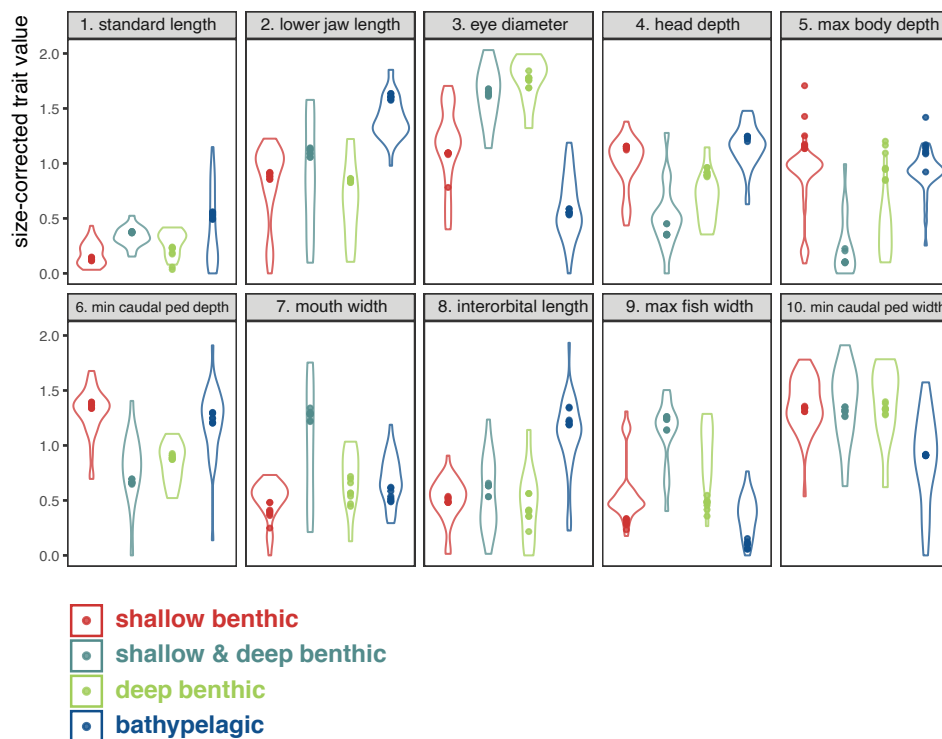 1. standard length
2. lower jaw length
3. eye diameter
4. head depth
5. max body depth
size-corrected trait value
2.0
1.5
1.0
0.5
0.0
6. min caudal ped depth
7. mouth width
8. interorbital length
9. max fish width
10. min caudal ped width
2.0
1.5
1.0
0.5
0.0
shallow benthic
shallow & deep benthic
deep benthic
bathypelagic